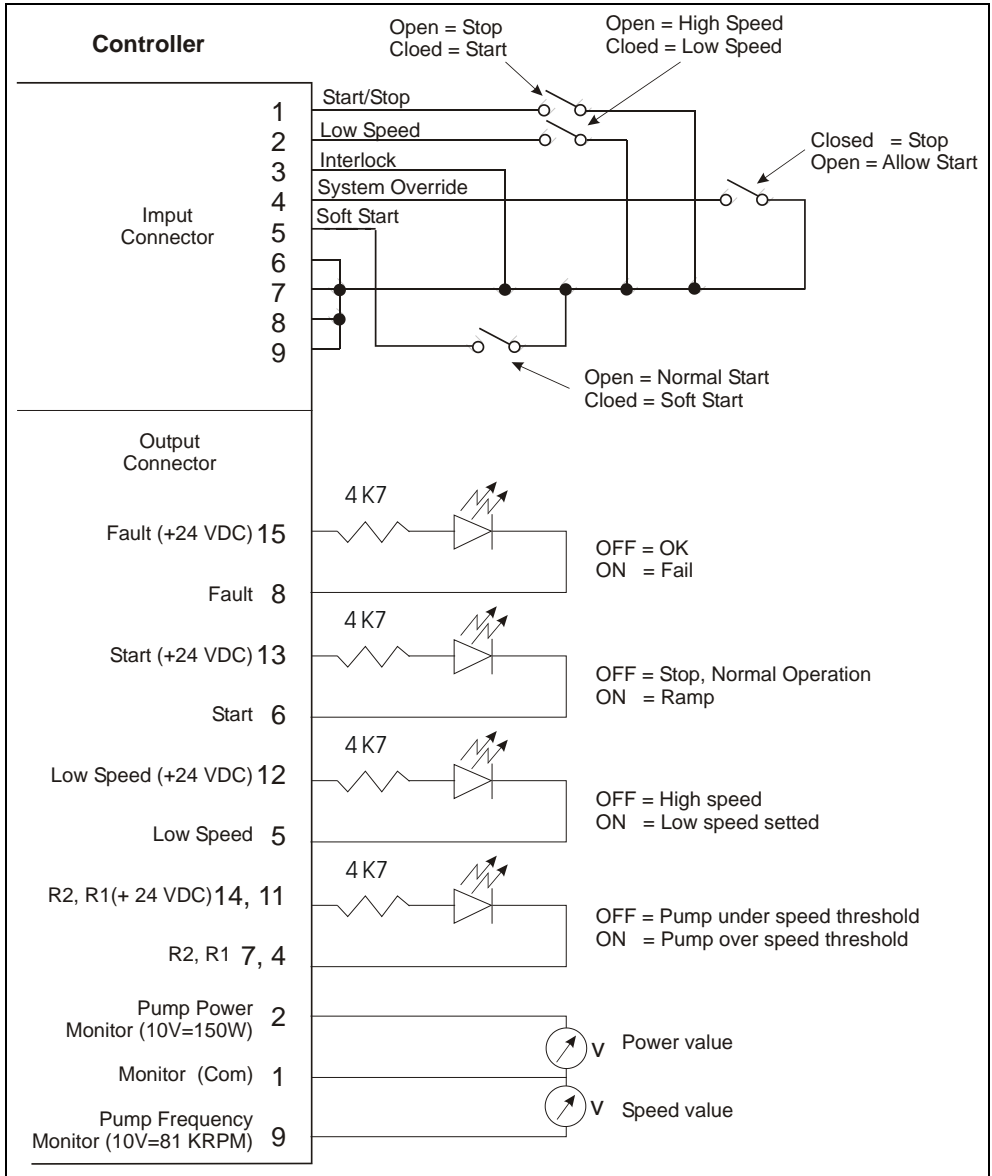 Controller
Open = Stop
Cloed = Start
Open = High Speed
Cloed = Low Speed
1
Start/Stop
2
Low Speed
3
Interlock
4
System Override
5
Soft Start
6
7
8
9
Imput
Connector
Closed = Stop
Open = Allow Start
Open = Normal Start
Cloed = Soft Start
Output
Connector
4 K7
Fault (+24 VDC) 15
Fault 8
OFF = OK
ON = Fail
4 K7
Start (+24 VDC) 13
Start 6
OFF = Stop, Normal Operation
ON = Ramp
4 K7
Low Speed (+24 VDC) 12
Low Speed 5
OFF = High speed
ON = Low speed setted
4 K7
R2, R1(+ 24 VDC) 14, 11
R2, R1 7, 4
OFF = Pump under speed threshold
ON = Pump over speed threshold
Pump Power
Monitor (10V=150W) 2
V Power value
Monitor (Com) 1
V Speed value
Pump Frequency
Monitor (10V=81 KRPM) 9